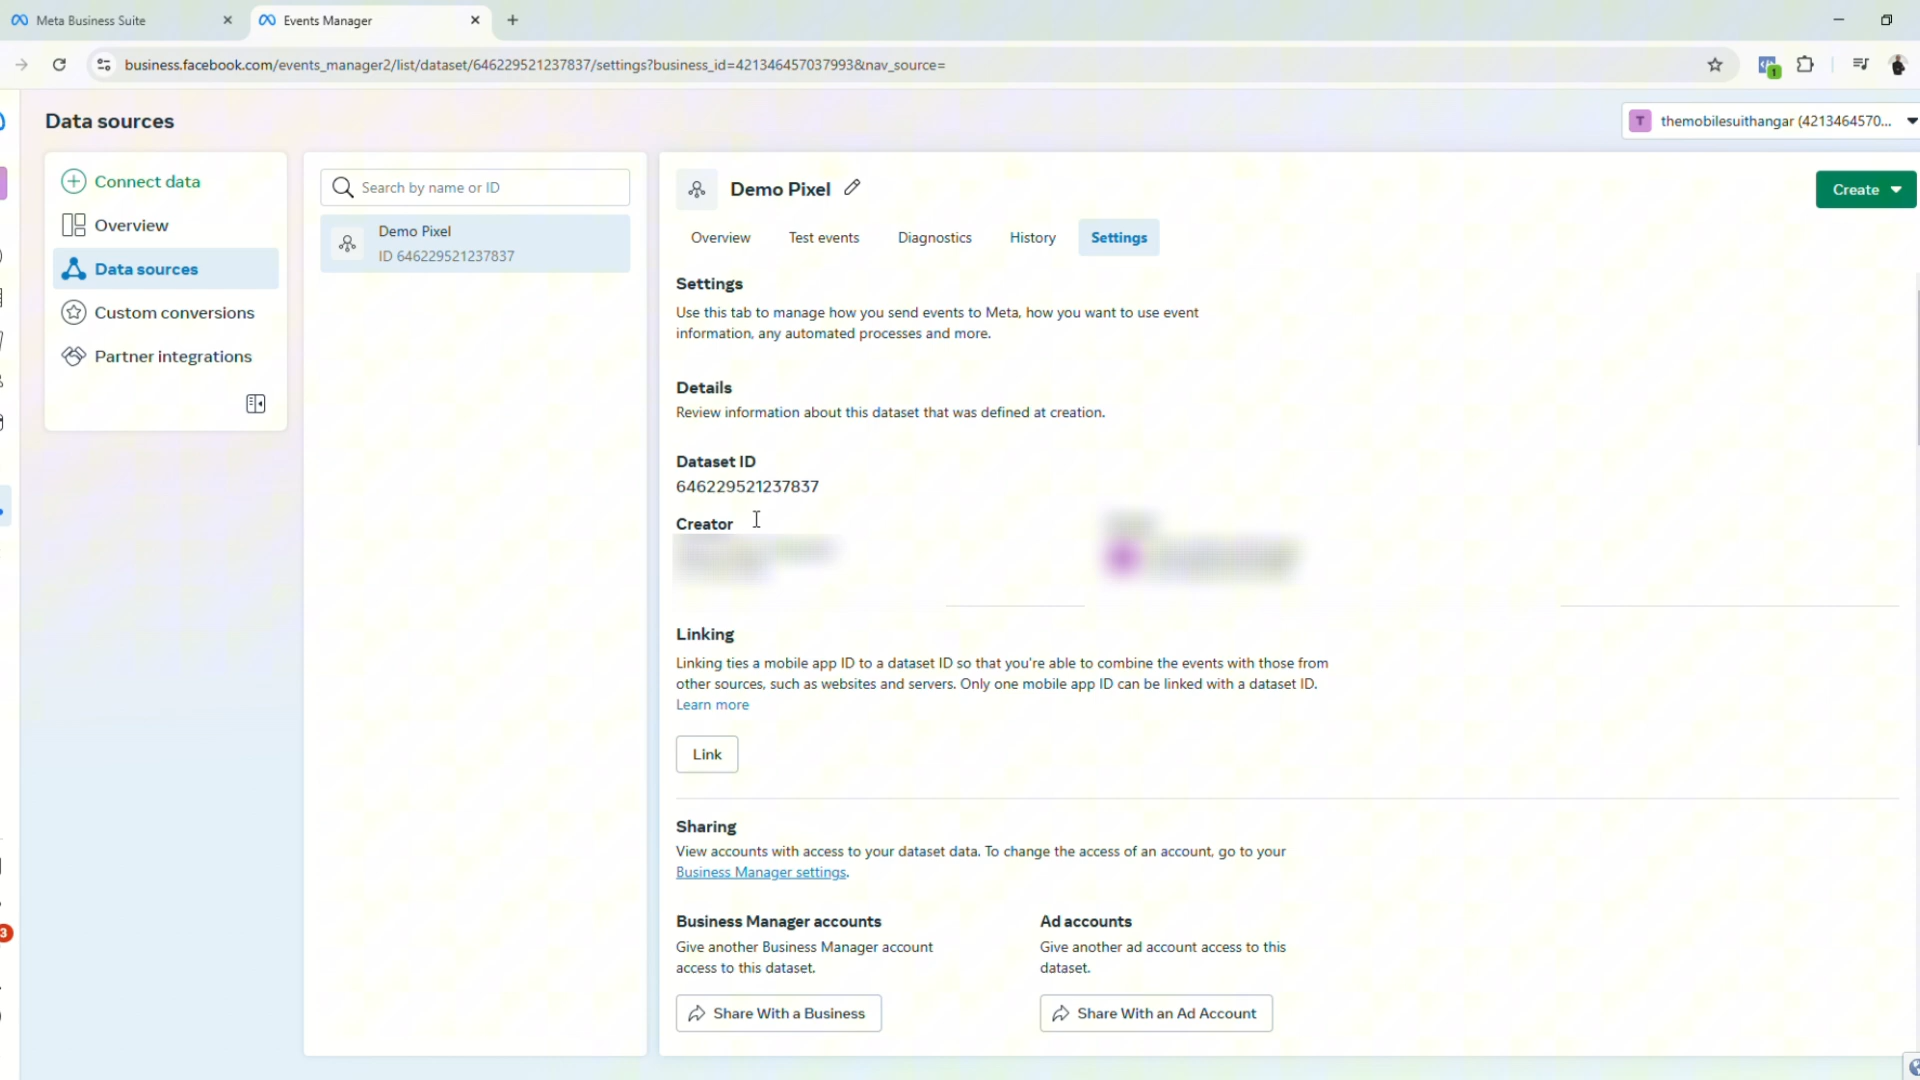 Meta Business Suite
Events Manager
business.facebook.com/events_manager2/list/dataset/646229521237837/settings?business_id=421346457037993&nav_source=
1
Data sources
T themobilesuithangar (4213464570...
Connect data
Overview
Data sources
Custom conversions
Partner integrations
Search by name or ID
Demo Pixel
ID 646229521237837
Demo Pixel
Create
Overview
Test events
Diagnostics
History
Settings
Settings
Use this tab to manage how you send events to Meta, how you want to use event
information, any automated processes and more.
Details
Review information about this dataset that was defined at creation.
Dataset ID
646229521237837
Creator
Linking
Linking ties a mobile app ID to a dataset ID so that you're able to combine the events with those from
other sources, such as websites and servers. Only one mobile app ID can be linked with a dataset ID.
Learn more
Link
Sharing
View accounts with access to your dataset data. To change the access of an account, go to your
Business Manager settings.
Business Manager accounts
Give another Business Manager account
access to this dataset.
Share With a Business
Ad accounts
Give another ad account access to this
dataset.
Share With an Ad Account
3